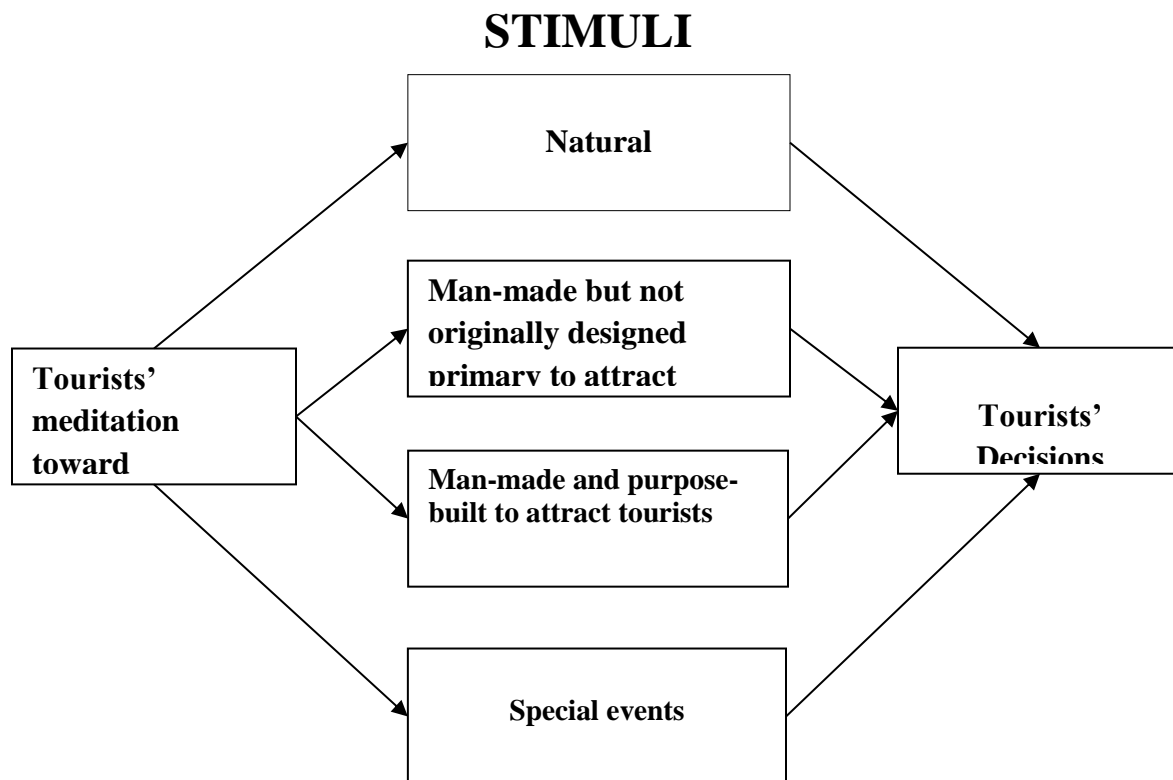 STIMULI
Natural
Man-made but not
originally designed
primary to attract
Tourists'
meditation
toward
Man-made and purpose-
built to attract tourists
Tourists'
Decisions
Special events